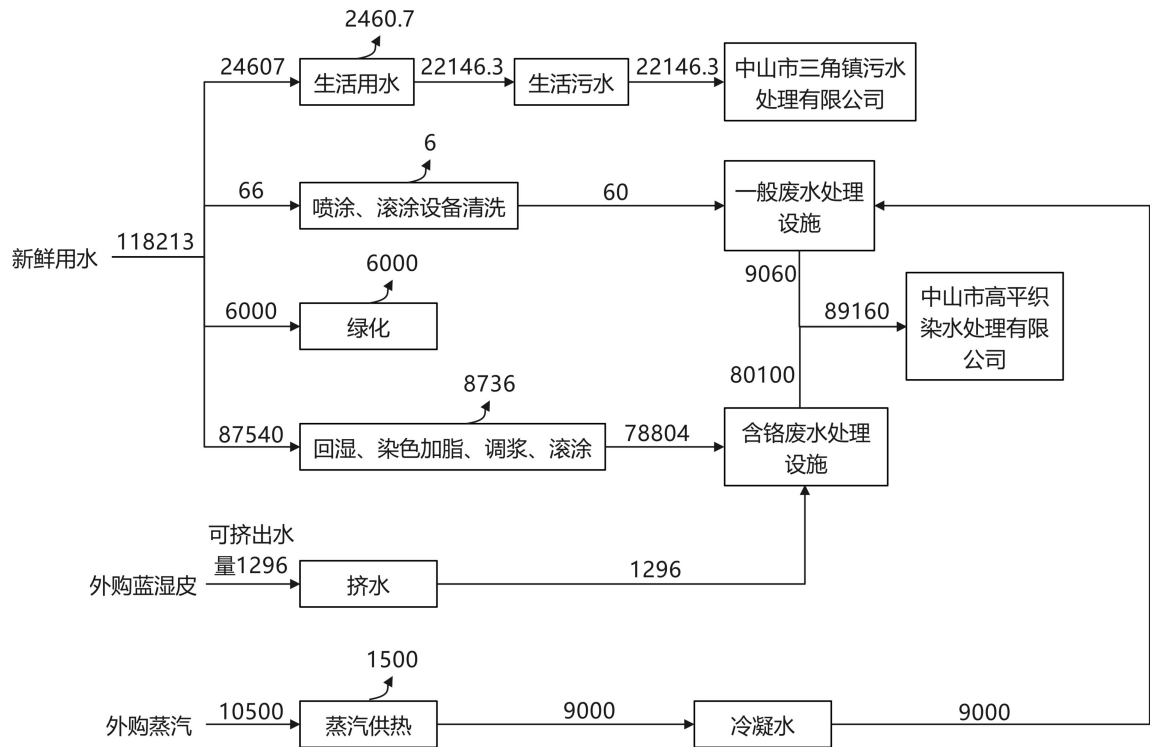 2460.7
24607
生活用水
22146.3
生活污水
22146.3
中山市三角镇污水
处理有限公司
6
66
喷涂、滚涂设备清洗
60
一般废水处理
设施
新鲜用水
118213
6000
6000
绿化
9060
89160
中山市高平织
染水处理有限
公司
80100
8736
87540
回湿、染色加脂、调浆、滚涂
78804
含铬废水处理
设施
外购蓝湿皮
可挤出水
量1296
挤水
1296
1500
外购蒸汽
10500
蒸汽供热
9000
冷凝水
9000